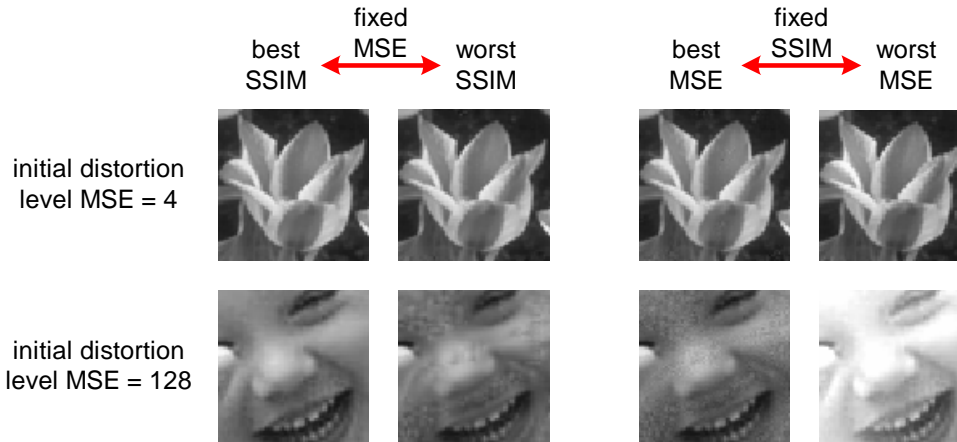 fixed
MSE
best
SSIM
worst
SSIM
fixed
SSIM
best
MSE
worst
MSE
initial distortion
level MSE = 4
initial distortion
level MSE = 128